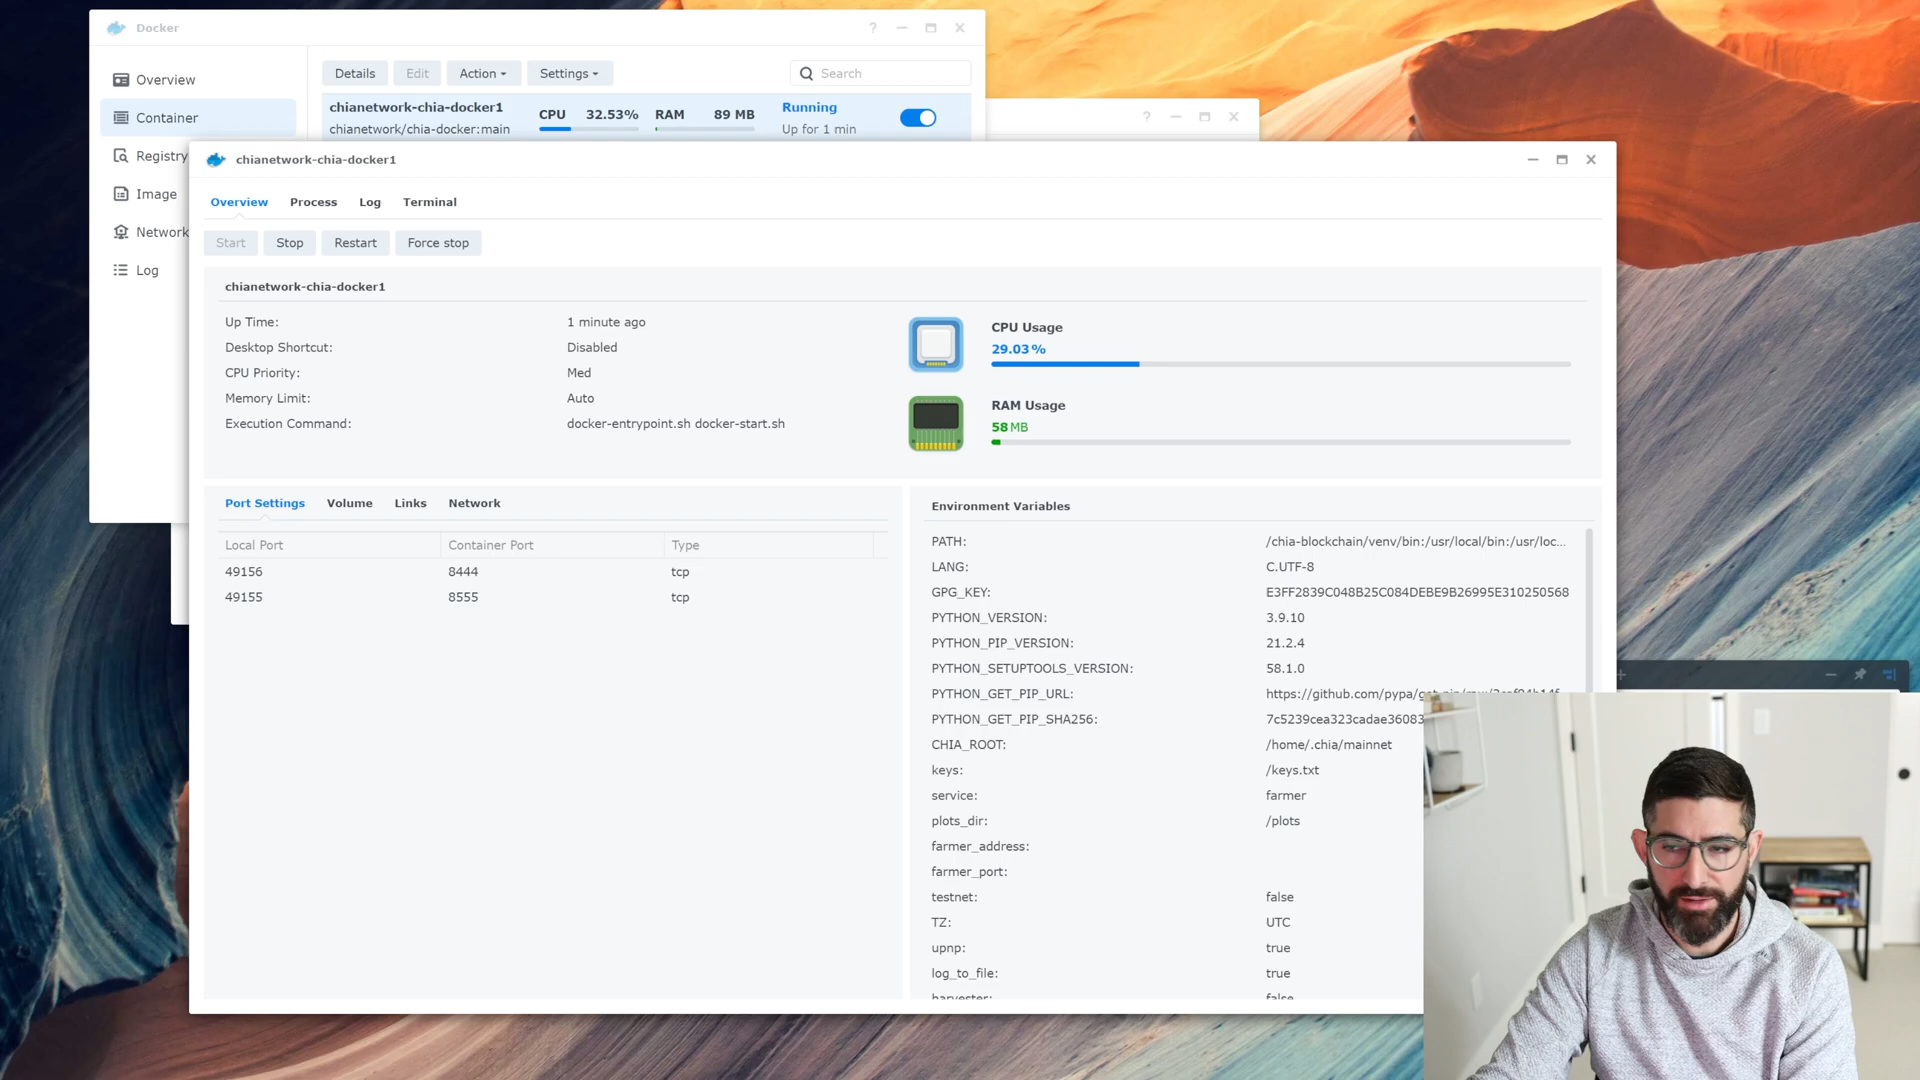 Docker
?
Overview
Container
Registry
Image
Network
Log
Details
Edit
Action
Settings
Search
chianetwork-chia-docker1
chianetwork/chia-docker:main
CPU 32.53%
RAM 89 MB
Running
Up for 1 min
?
chianetwork-chia-docker1
Overview Process Log Terminal
Start Stop Restart Force stop
chianetwork-chia-docker1
Up Time: 1 minute ago
Desktop Shortcut: Disabled
CPU Priority: Med
Memory Limit: Auto
Execution Command: docker-entrypoint.sh docker-start.sh
CPU Usage
29.03%
RAM Usage
58 MB
Port Settings Volume Links Network
Local Port Container Port Type
49156 8444 tcp
49155 8555 tcp
Environment Variables
PATH: /chia-blockchain/venv/bin:/usr/local/bin:/usr/loc...
LANG: C.UTF-8
GPG_KEY: E3FF2839C048B25C084DEBE9B26995E310250568
PYTHON_VERSION: 3.9.10
PYTHON_PIP_VERSION: 21.2.4
PYTHON_SETUPTOOLS_VERSION: 58.1.0
PYTHON_GET_PIP_URL: https://github.com/pypa/
PYTHON_GET_PIP_SHA256: 7c5239cea323cadae36083
CHIA_ROOT: /home/.chia/mainnet
keys: /keys.txt
service: farmer
plots_dir: /plots
farmer_address:
farmer_port:
testnet: false
TZ: UTC
upnp: true
log_to_file: true
harvester: false